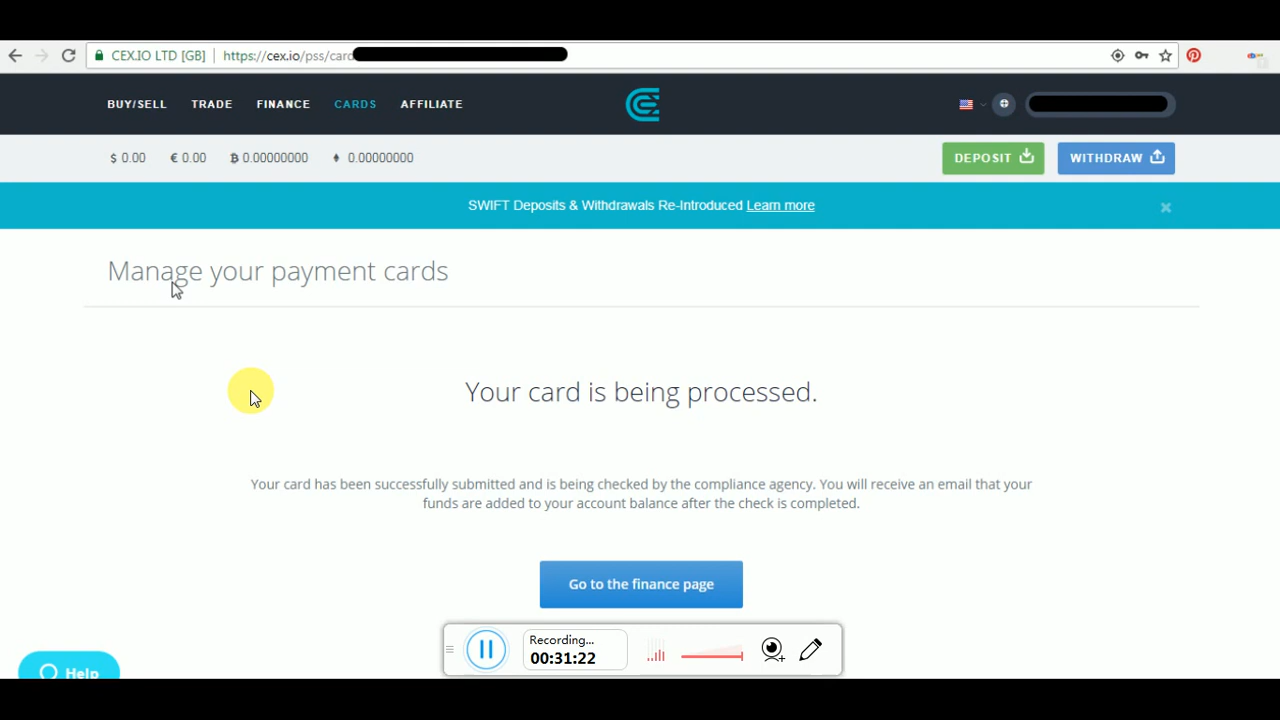 CEX.IO LTD [GB] https://cex.io/pss/card
BUY/SELL TRADE FINANCE CARDS AFFILIATE
$ 0.00 € 0.00 ₿ 0.00000000 ♦ 0.00000000 DEPOSIT WITHDRAW
SWIFT Deposits & Withdrawals Re-Introduced Learn more
Manage your payment cards
Your card is being processed.
Your card has been successfully submitted and is being checked by the compliance agency. You will receive an email that your
funds are added to your account balance after the check is completed.
Go to the finance page
Recording...
00:31:22
Help